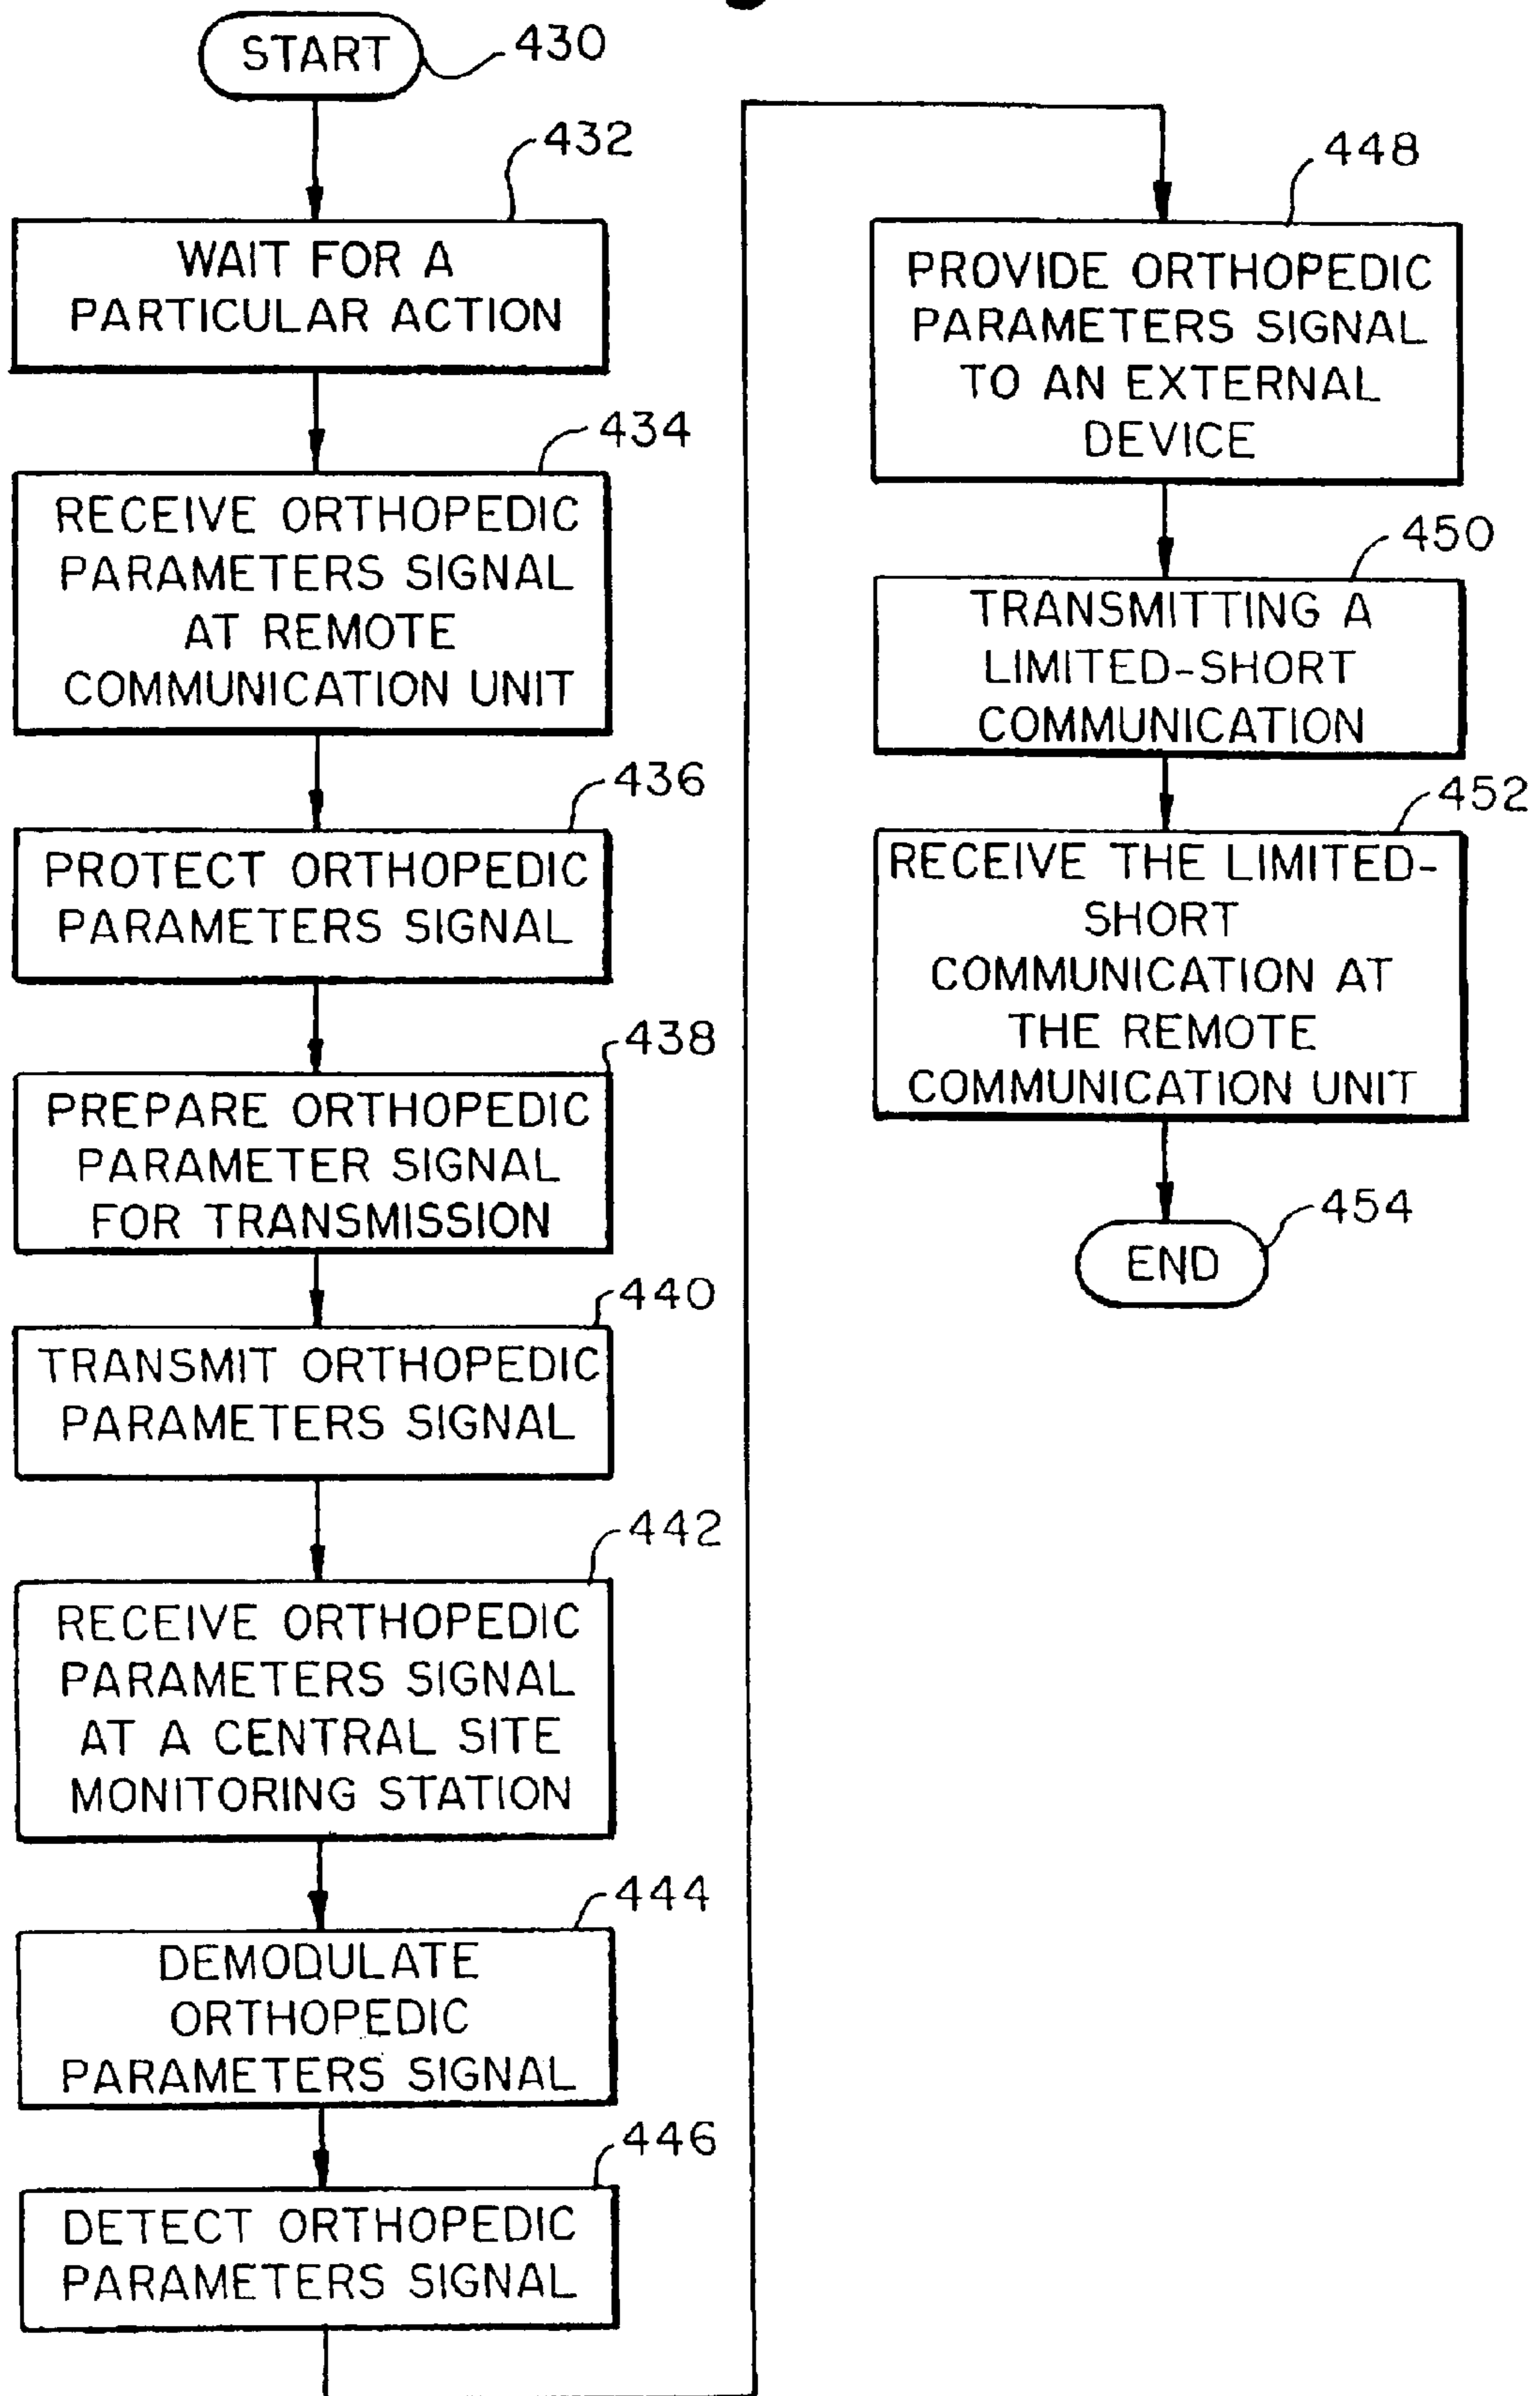 START
430
432
WAIT FOR A
PARTICULAR ACTION
434
RECEIVE ORTHOPEDIC
PARAMETERS SIGNAL
AT REMOTE
COMMUNICATION UNIT
436
PROTECT ORTHOPEDIC
PARAMETERS SIGNAL
438
PREPARE ORTHOPEDIC
PARAMETER SIGNAL
FOR TRANSMISSION
440
TRANSMIT ORTHOPEDIC
PARAMETERS SIGNAL
442
RECEIVE ORTHOPEDIC
PARAMETERS SIGNAL
AT A CENTRAL SITE
MONITORING STATION
444
DEMODULATE
ORTHOPEDIC
PARAMETERS SIGNAL
446
DETECT ORTHOPEDIC
PARAMETERS SIGNAL
448
PROVIDE ORTHOPEDIC
PARAMETERS SIGNAL
TO AN EXTERNAL
DEVICE
450
TRANSMITTING A
LIMITED-SHORT
COMMUNICATION
452
RECEIVE THE LIMITED-
SHORT
COMMUNICATION AT
THE REMOTE
COMMUNICATION UNIT
454
END